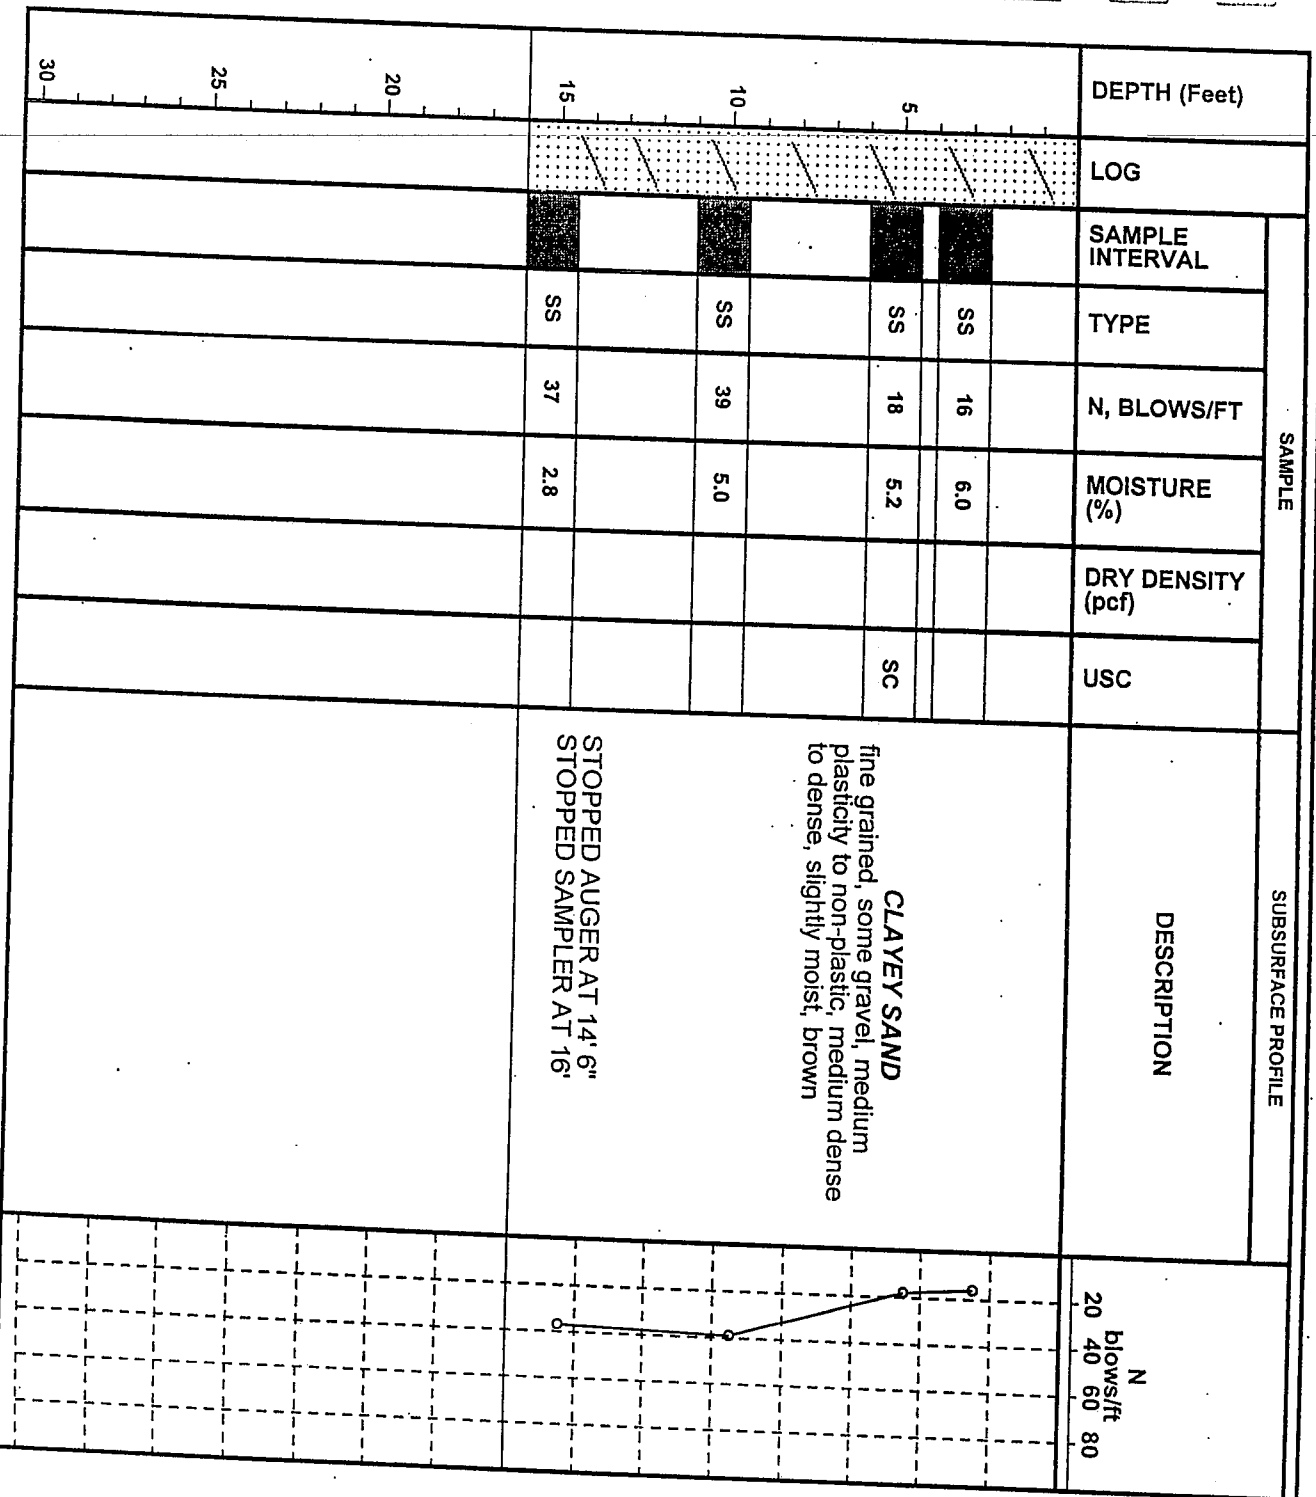 SAMPLE
SUBSURFACE PROFILE
DEPTH (Feet)
LOG
SAMPLE
INTERVAL
TYPE
N, BLOWS/FT
MOISTURE
(%)
DRY DENSITY
(pcf)
USC
DESCRIPTION
N
blows/ft
20 40 60 80
CLAYEY SAND
fine grained, some gravel, medium
plasticity to non-plastic, medium dense
to dense, slightly moist, brown
SS 16 6.0
5
SS 18 5.2 SC
10
SS 39 5.0
15
SS 37 2.8
STOPPED AUGER AT 14' 6"
STOPPED SAMPLER AT 16'
20
25
30